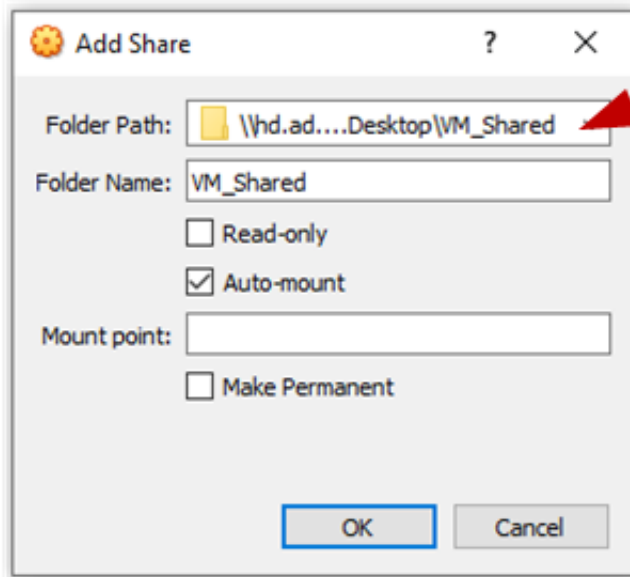 Add Share
?
Folder Path: \\hd.ad....Desktop\VM_Shared
Folder Name: VM_Shared
Read-only
Auto-mount
Mount point:
Make Permanent
OK Cancel